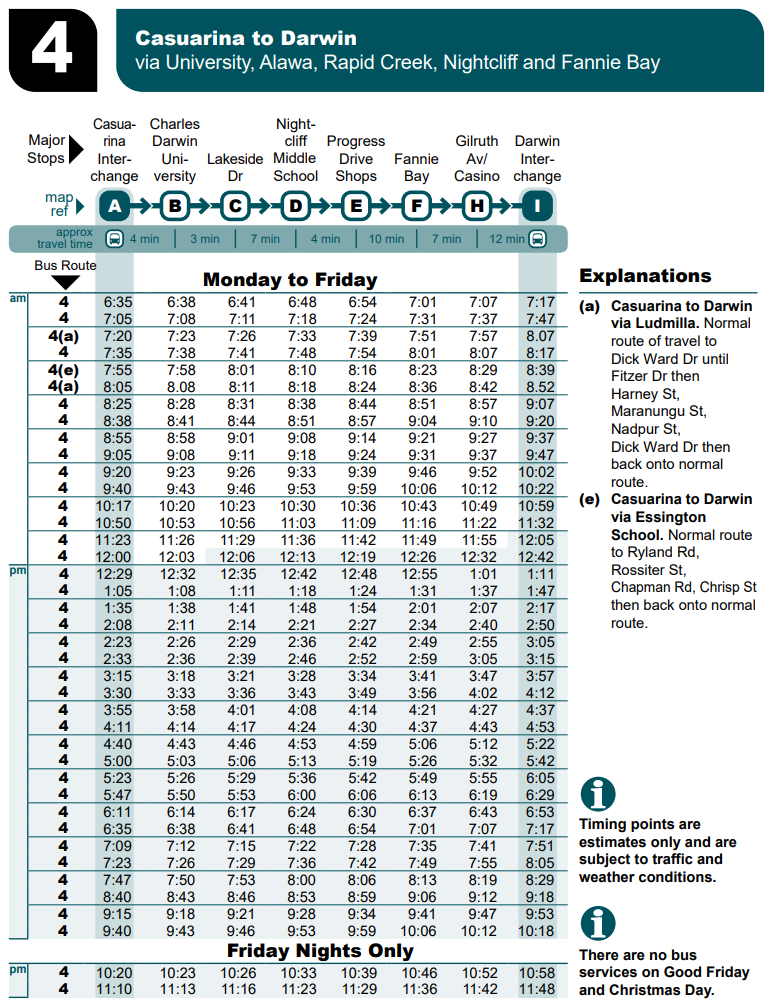 4
Casuarina to Darwin
via University, Alawa, Rapid Creek, Nightcliff and Fannie Bay
Major Stops
Casua-
rina
Inter-
change
Charles
Darwin
Uni-
versity
Lakeside
Dr
Night-
cliff
Middle
School
Progress
Drive
Shops
Fannie
Bay
Gilruth
Av/
Casino
Darwin
Inter-
change
map ref
A B C D E F G H I
approx travel time
4 min 3 min 7 min 4 min 10 min 7 min 12 min
Bus Route
Monday to Friday
am
4 6:35 6:38 6:41 6:48 6:54 7:01 7:07 7:17
4 7:05 7:08 7:11 7:18 7:24 7:31 7:37 7:47
4(a) 7:20 7:23 7:26 7:33 7:39 7:51 7:57 8.07
4 7:35 7:38 7:41 7:48 7:54 8:01 8:07 8:17
4(e) 7:55 7:58 8:01 8:10 8:16 8:23 8:29 8:39
4(a) 8:05 8.08 8:11 8:18 8:24 8:36 8:42 8.52
4 8:25 8:28 8:31 8:38 8:44 8:51 8:57 9:07
4 8:38 8:41 8:44 8:51 8:57 9:04 9:10 9:20
4 8:55 8:58 9:01 9:08 9:14 9:21 9:27 9:37
4 9:05 9:08 9:11 9:18 9:24 9:31 9:37 9:47
4 9:20 9:23 9:26 9:33 9:39 9:46 9:52 10:02
4 9:40 9:43 9:46 9:53 9:59 10:06 10:12 10:22
4 10:17 10:20 10:23 10:30 10:36 10:43 10:49 10:59
4 10:50 10:53 10:56 11:03 11:09 11:16 11:22 11:32
4 11:23 11:26 11:29 11:36 11:42 11:49 11:55 12:05
4 12:00 12:03 12:06 12:13 12:19 12:26 12:32 12:42
pm
4 12:29 12:32 12:35 12:42 12:48 12:55 1:01 1:11
4 1:05 1:08 1:11 1:18 1:24 1:31 1:37 1:47
4 1:35 1:38 1:41 1:48 1:54 2:01 2:07 2:17
4 2:08 2:11 2:14 2:21 2:27 2:34 2:40 2:50
4 2:23 2:26 2:29 2:36 2:42 2:49 2:55 3:05
4 2:33 2:36 2:39 2:46 2:52 2:59 3:05 3:15
4 3:15 3:18 3:21 3:28 3:34 3:41 3:47 3:57
4 3:30 3:33 3:36 3:43 3:49 3:56 4:02 4:12
4 3:55 3:58 4:01 4:08 4:14 4:21 4:27 4:37
4 4:11 4:14 4:17 4:24 4:30 4:37 4:43 4:53
4 4:40 4:43 4:46 4:53 4:59 5:06 5:12 5:22
4 5:00 5:03 5:06 5:13 5:19 5:26 5:32 5:42
4 5:23 5:26 5:29 5:36 5:42 5:49 5:55 6:05
4 5:47 5:50 5:53 6:00 6:06 6:13 6:19 6:29
4 6:11 6:14 6:17 6:24 6:30 6:37 6:43 6:53
4 6:35 6:38 6:41 6:48 6:54 7:01 7:07 7:17
4 7:09 7:12 7:15 7:22 7:28 7:35 7:41 7:51
4 7:23 7:26 7:29 7:36 7:42 7:49 7:55 8:05
4 7:47 7:50 7:53 8:00 8:06 8:13 8:19 8:29
4 8:40 8:43 8:46 8:53 8:59 9:06 9:12 9:18
4 9:15 9:18 9:21 9:28 9:34 9:41 9:47 9:53
4 9:40 9:43 9:46 9:53 9:59 10:06 10:12 10:18
Friday Nights Only
pm
4 10:20 10:23 10:26 10:33 10:39 10:46 10:52 10:58
4 11:10 11:13 11:16 11:23 11:29 11:36 11:42 11:48
Explanations
(a) Casuarina to Darwin
via Ludmilla. Normal
route of travel to
Dick Ward Dr until
Fitzer Dr then
Harney St,
Maranungu St,
Nadpur St,
Dick Ward Dr then
back onto normal
route.
(e) Casuarina to Darwin
via Essington
School. Normal route
to Ryland Rd,
Rossiter St,
Chapman Rd, Chrisp St
then back onto normal
route.
i
Timing points are
estimates only and are
subject to traffic and
weather conditions.
i
There are no bus
services on Good Friday
and Christmas Day.